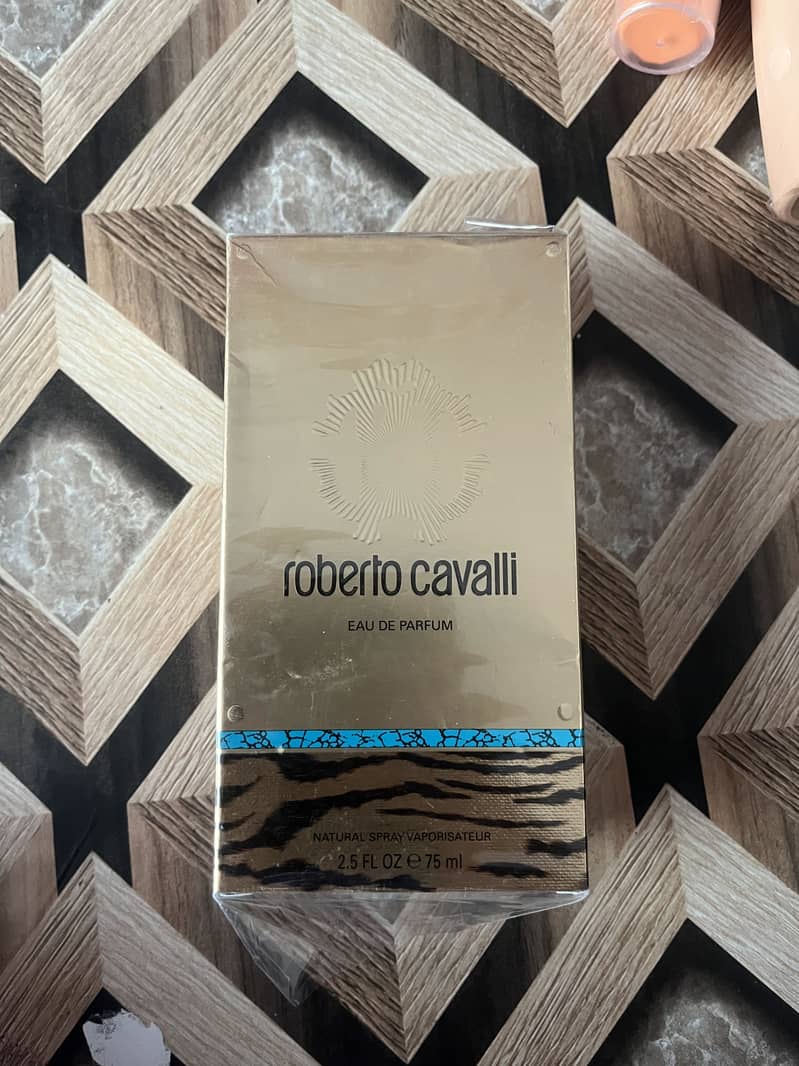 roberto cavalli
EAU DE PARFUM
NATURAL SPRAY VAPORISATEUR
2.5 FL OZ ℮ 75 ml